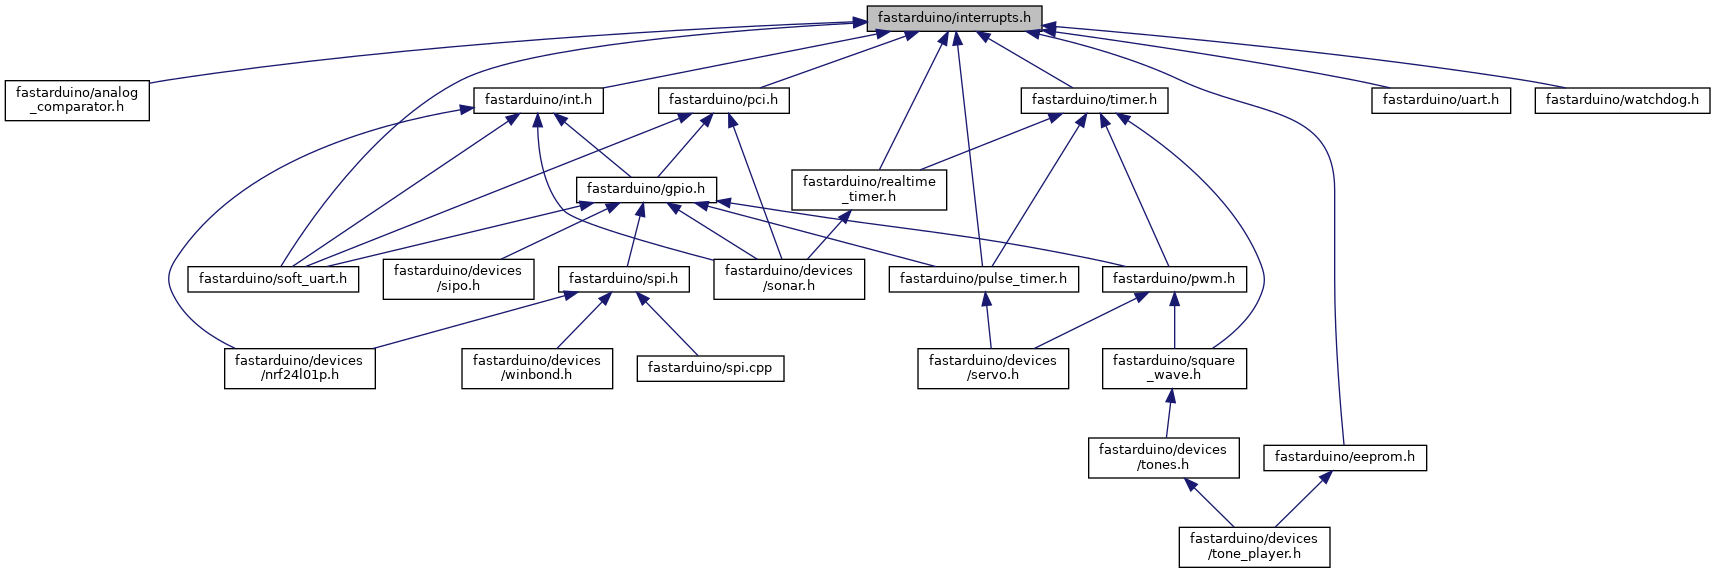 fastarduino/interrupts.h
fastarduino/analog
_comparator.h
fastarduino/int.h
fastarduino/pci.h
fastarduino/timer.h
fastarduino/uart.h
fastarduino/watchdog.h
fastarduino/gpio.h
fastarduino/realtime
_timer.h
fastarduino/soft_uart.h
fastarduino/devices
/sipo.h
fastarduino/spi.h
fastarduino/devices
/sonar.h
fastarduino/pulse_timer.h
fastarduino/pwm.h
fastarduino/devices
/nrf24l01p.h
fastarduino/devices
/winbond.h
fastarduino/spi.cpp
fastarduino/devices
/servo.h
fastarduino/square
_wave.h
fastarduino/devices
/tones.h
fastarduino/eeprom.h
fastarduino/devices
/tone_player.h